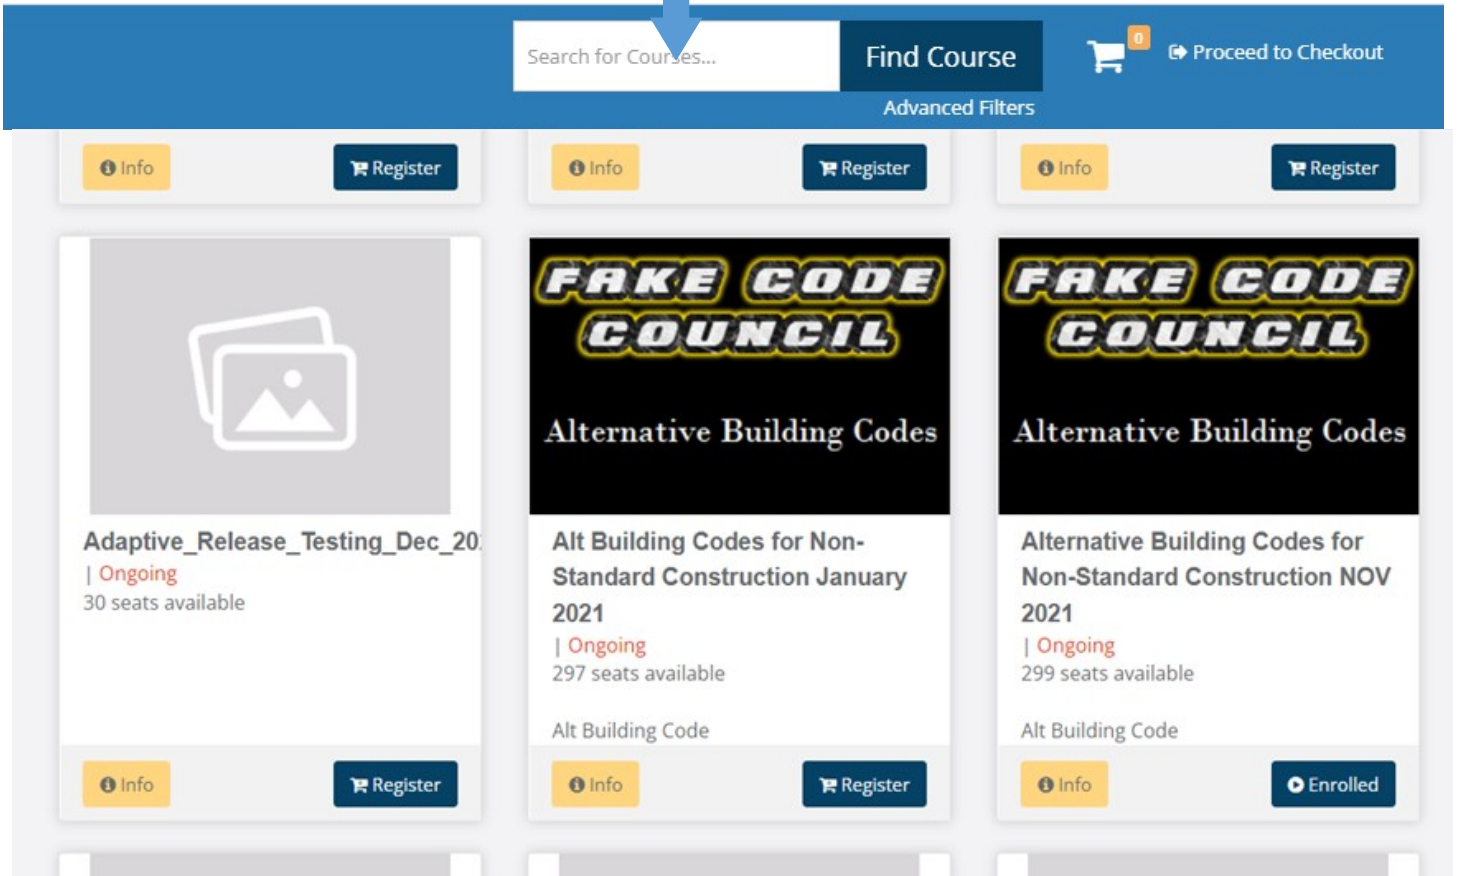 Search for Courses...
Find Course
0
Proceed to Checkout
Advanced Filters
Info
Register
Info
Register
Info
Register
FAKE CODE
COUNCIL
Alternative Building Codes
FAKE CODE
COUNCIL
Alternative Building Codes
Adaptive_Release_Testing_Dec_20
| Ongoing
30 seats available
Alt Building Codes for Non-
Standard Construction January
2021
| Ongoing
297 seats available
Alt Building Code
Alternative Building Codes for
Non-Standard Construction NOV
2021
| Ongoing
299 seats available
Alt Building Code
Info
Register
Info
Register
Info
Enrolled